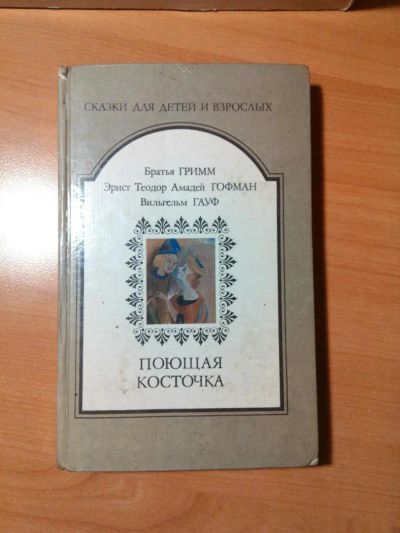 СКАЗКИ ДЛЯ ДЕТЕЙ И ВЗРОСЛЫХ
Братья ГРИММ
Эрнст Теодор Амадей ГОФМАН
Вильгельм ГАУФ
ПОЮЩАЯ
КОСТОЧКА